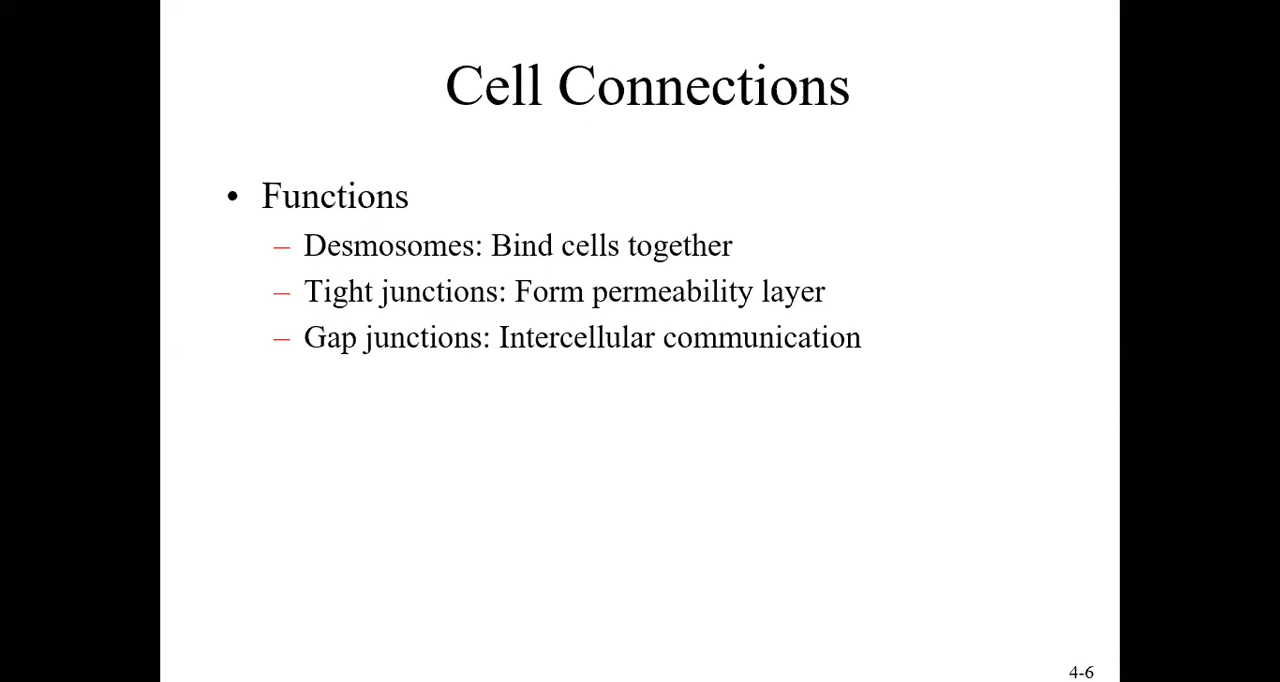 Cell Connections
• Functions
– Desmosomes: Bind cells together
– Tight junctions: Form permeability layer
– Gap junctions: Intercellular communication
4-6